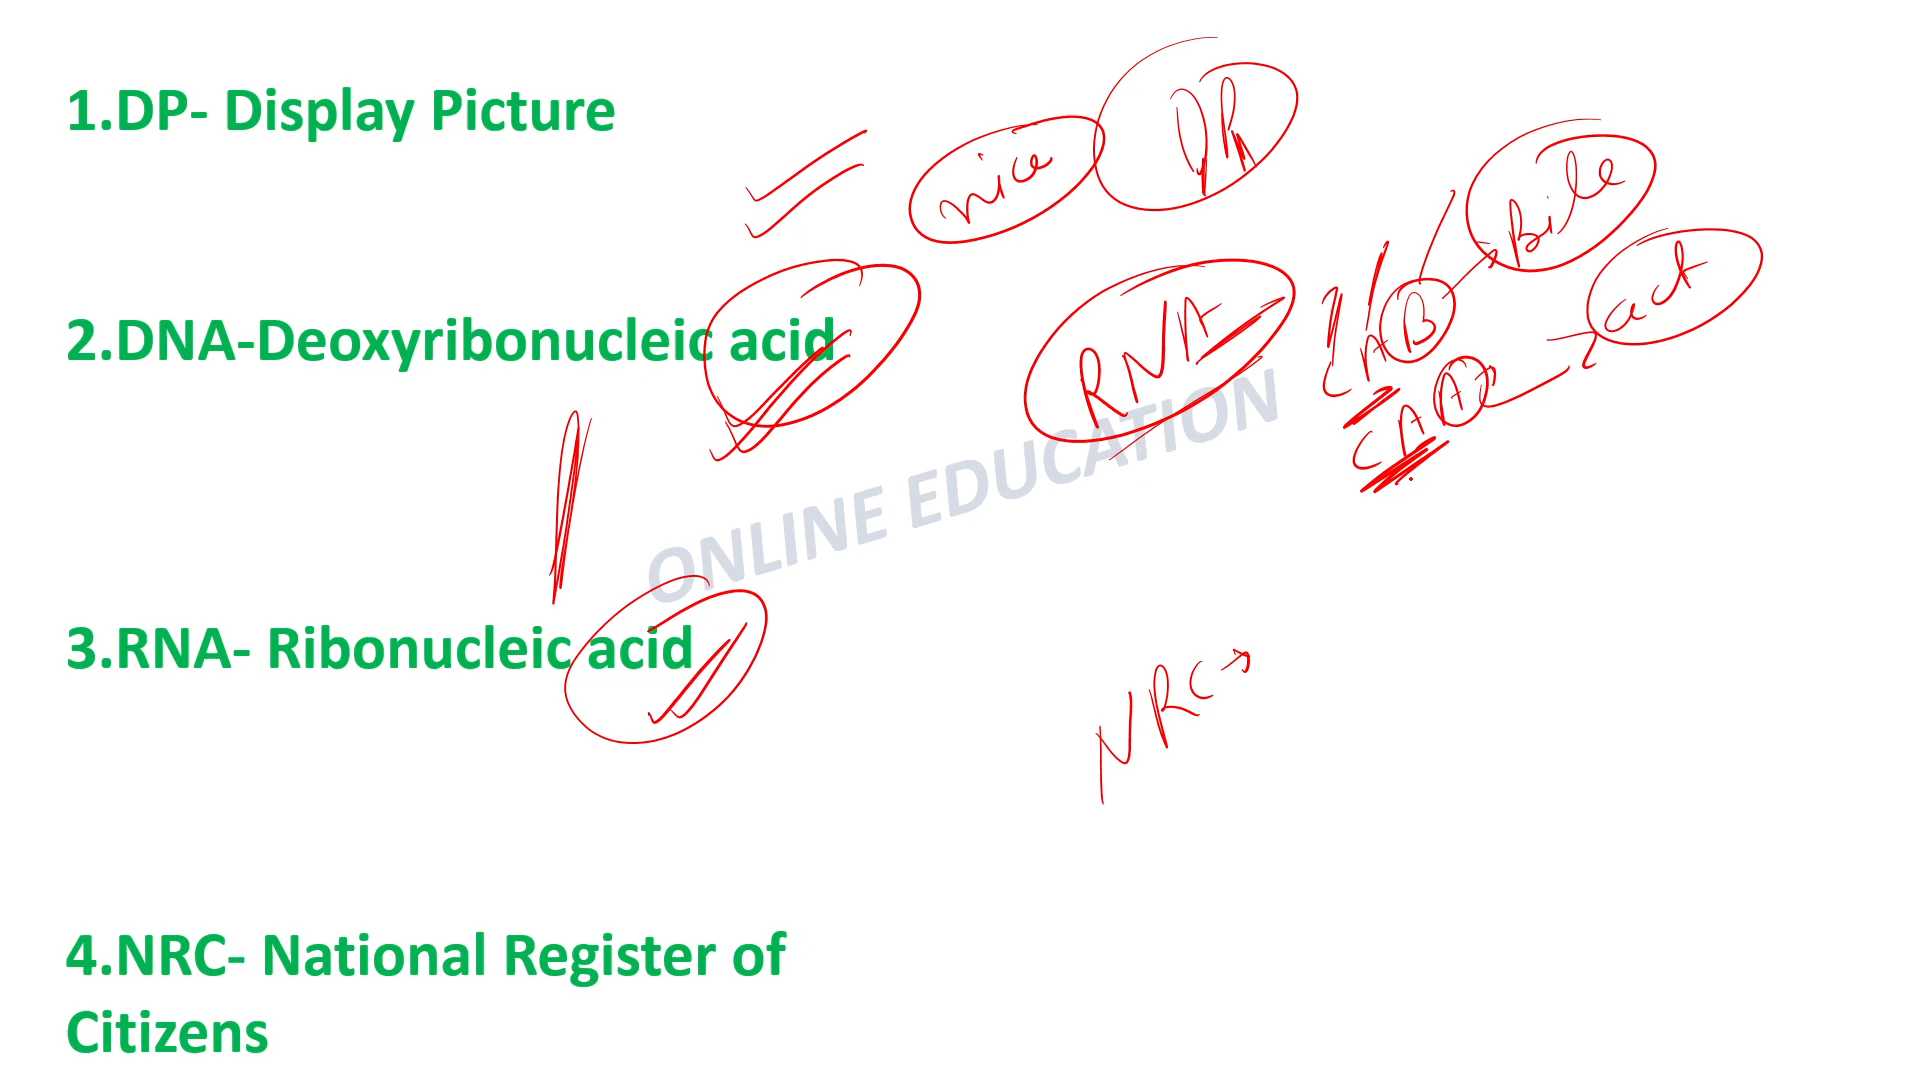 1.DP- Display Picture
nice DP
Bile
2.DNA-Deoxyribonucleic acid
RNA
CAB
act
CAA
ONLINE EDUCATION
3.RNA- Ribonucleic acid
NRC →
4.NRC- National Register of
Citizens